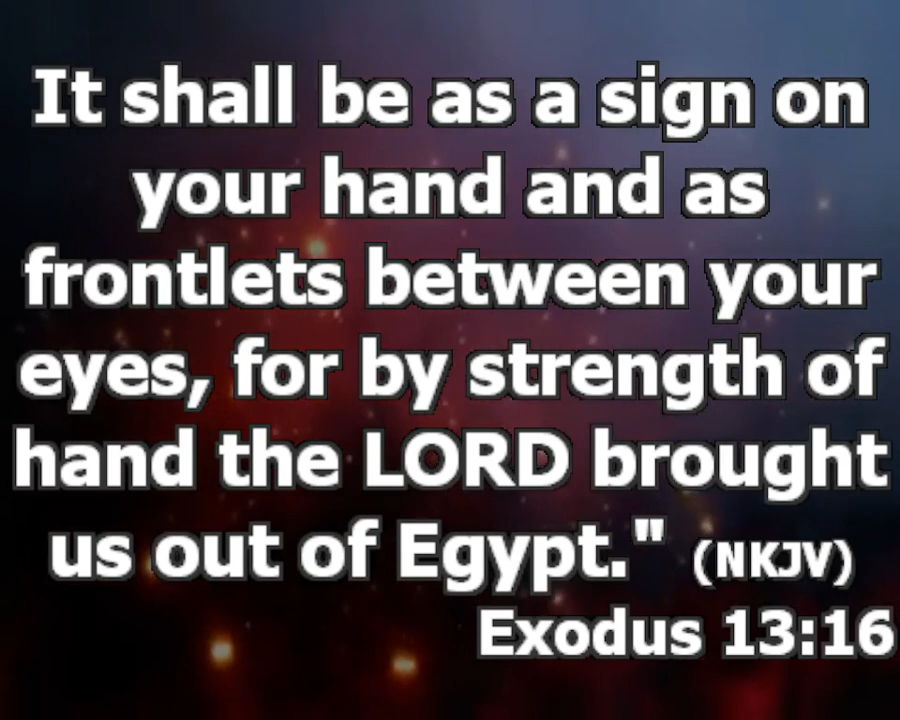 It shall be as a sign on
your hand and as
frontlets between your
eyes, for by strength of
hand the LORD brought
us out of Egypt." (NKJV)
Exodus 13:16